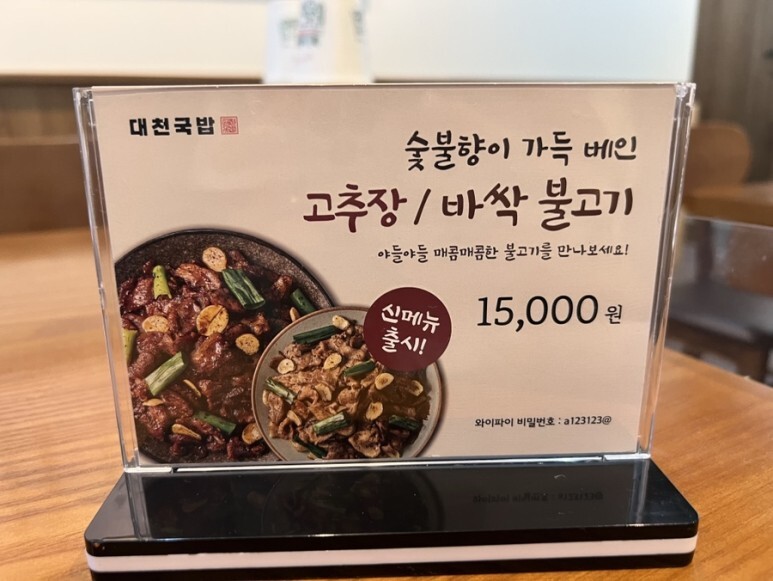 대천국밥
숯불향이 가득 베인
고추장 / 바싹 불고기
야들야들 매콤매콤한 불고기를 만나보세요!
신메뉴
출시!
15,000 원
와이파이 비밀번호 : a123123@